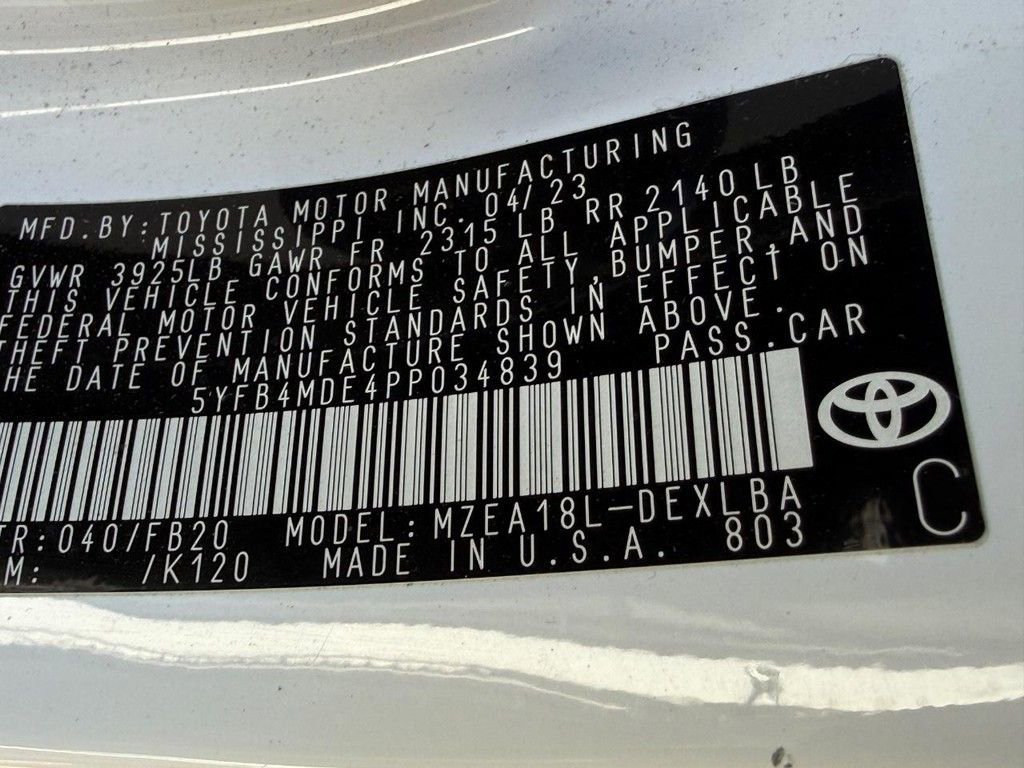 MFD. BY: TOYOTA MOTOR MANUFACTURING
MISSISSIPPI INC. 04/23
GVWR 3925LB GAWR FR 2315 LB RR 2140LB
THIS VEHICLE CONFORMS TO ALL APPLICABLE
FEDERAL MOTOR VEHICLE SAFETY, BUMPER, AND
THEFT PREVENTION STANDARDS IN EFFECT ON
HE DATE OF MANUFACTURE SHOWN ABOVE.
5YFB4MDE4PP034839 PASS. CAR
TR: 040/FB20 MODEL: MZEA18L-DEXLBA
M: /K120 MADE IN U.S.A. 803
C